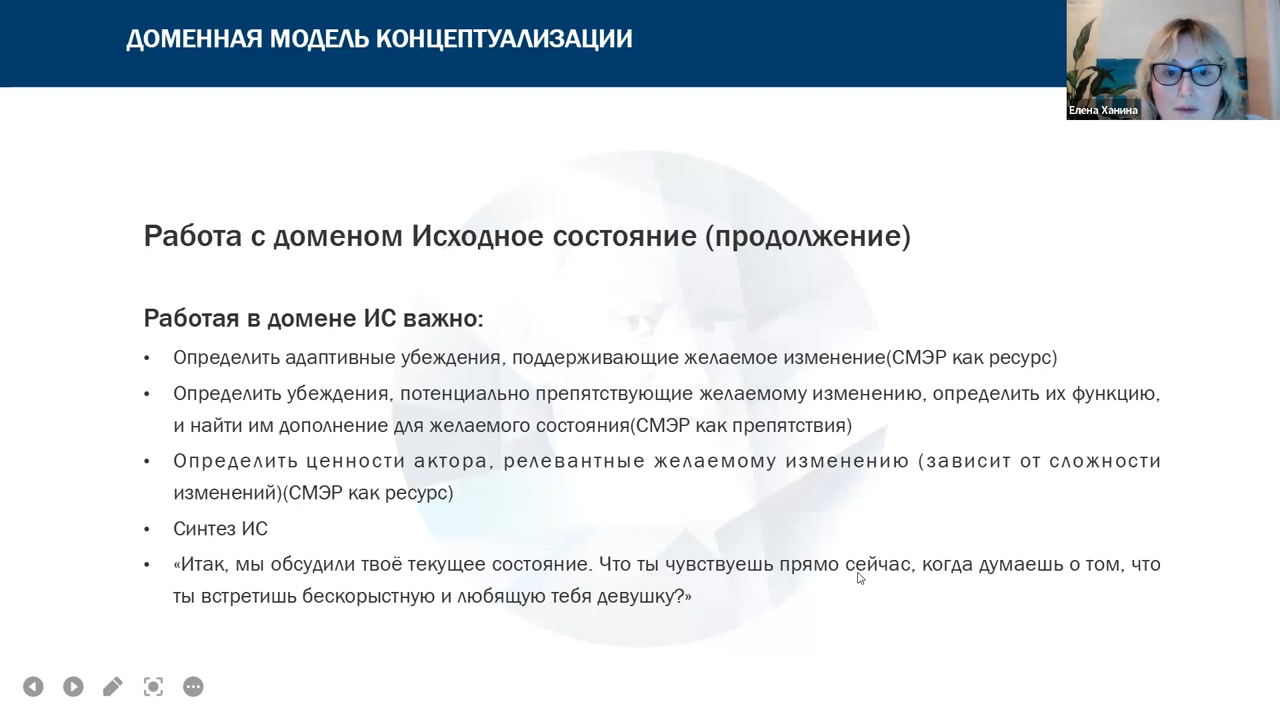 ДОМЕННАЯ МОДЕЛЬ КОНЦЕПТУАЛИЗАЦИИ
Елена Ханина
Работа с доменом Исходное состояние (продолжение)
Работая в домене ИС важно:
• Определить адаптивные убеждения, поддерживающие желаемое изменение(СМЭР как ресурс)
• Определить убеждения, потенциально препятствующие желаемому изменению, определить их функцию,
и найти им дополнение для желаемого состояния(СМЭР как препятствия)
• Определить ценности актора, релевантные желаемому изменению (зависит от сложности
изменений)(СМЭР как ресурс)
• Синтез ИС
• «Итак, мы обсудили твоё текущее состояние. Что ты чувствуешь прямо сейчас, когда думаешь о том, что
ты встретишь бескорыстную и любящую тебя девушку?»